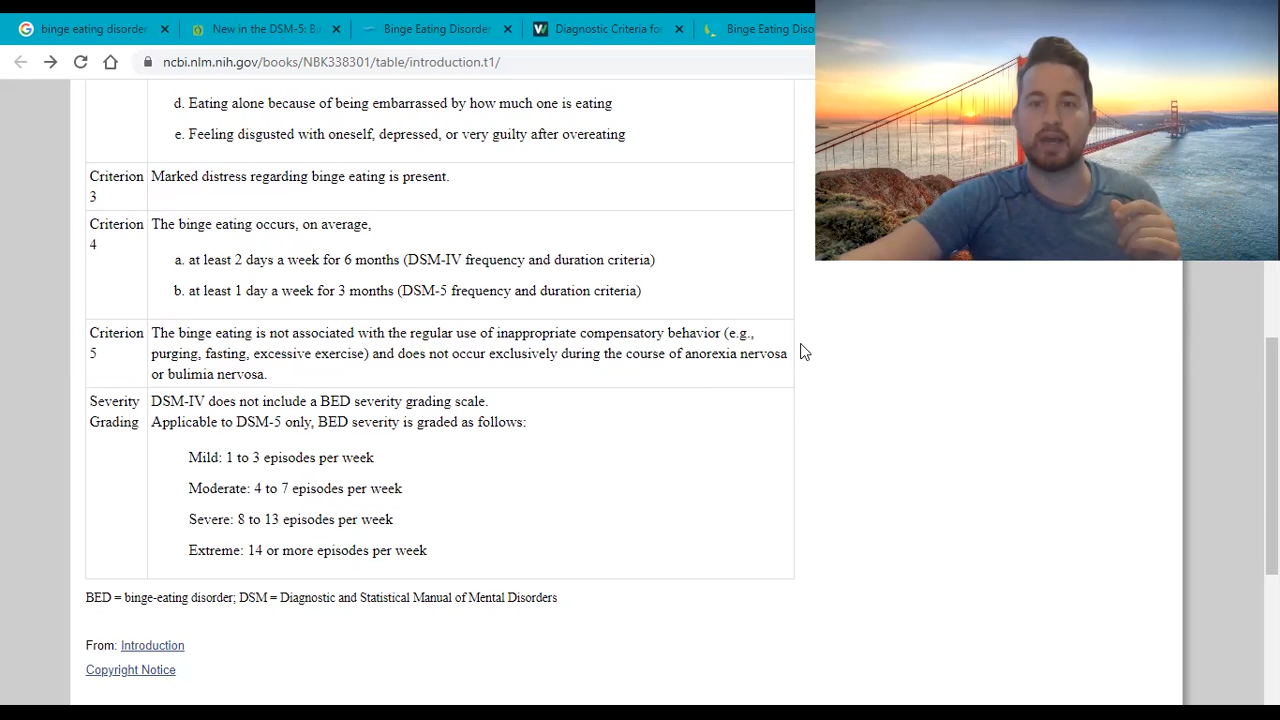 binge eating disorder
New in the DSM-5: Bi
Binge Eating Disorder
Diagnostic Criteria for
Binge Eating Diso
ncbi.nlm.nih.gov/books/NBK338301/table/introduction.t1/
d. Eating alone because of being embarrassed by how much one is eating
e. Feeling disgusted with oneself, depressed, or very guilty after overeating
Criterion 3
Marked distress regarding binge eating is present.
Criterion 4
The binge eating occurs, on average,
a. at least 2 days a week for 6 months (DSM-IV frequency and duration criteria)
b. at least 1 day a week for 3 months (DSM-5 frequency and duration criteria)
Criterion 5
The binge eating is not associated with the regular use of inappropriate compensatory behavior (e.g.,
purging, fasting, excessive exercise) and does not occur exclusively during the course of anorexia nervosa
or bulimia nervosa.
Severity Grading
DSM-IV does not include a BED severity grading scale.
Applicable to DSM-5 only, BED severity is graded as follows:
Mild: 1 to 3 episodes per week
Moderate: 4 to 7 episodes per week
Severe: 8 to 13 episodes per week
Extreme: 14 or more episodes per week
BED = binge-eating disorder; DSM = Diagnostic and Statistical Manual of Mental Disorders
From: Introduction
Copyright Notice